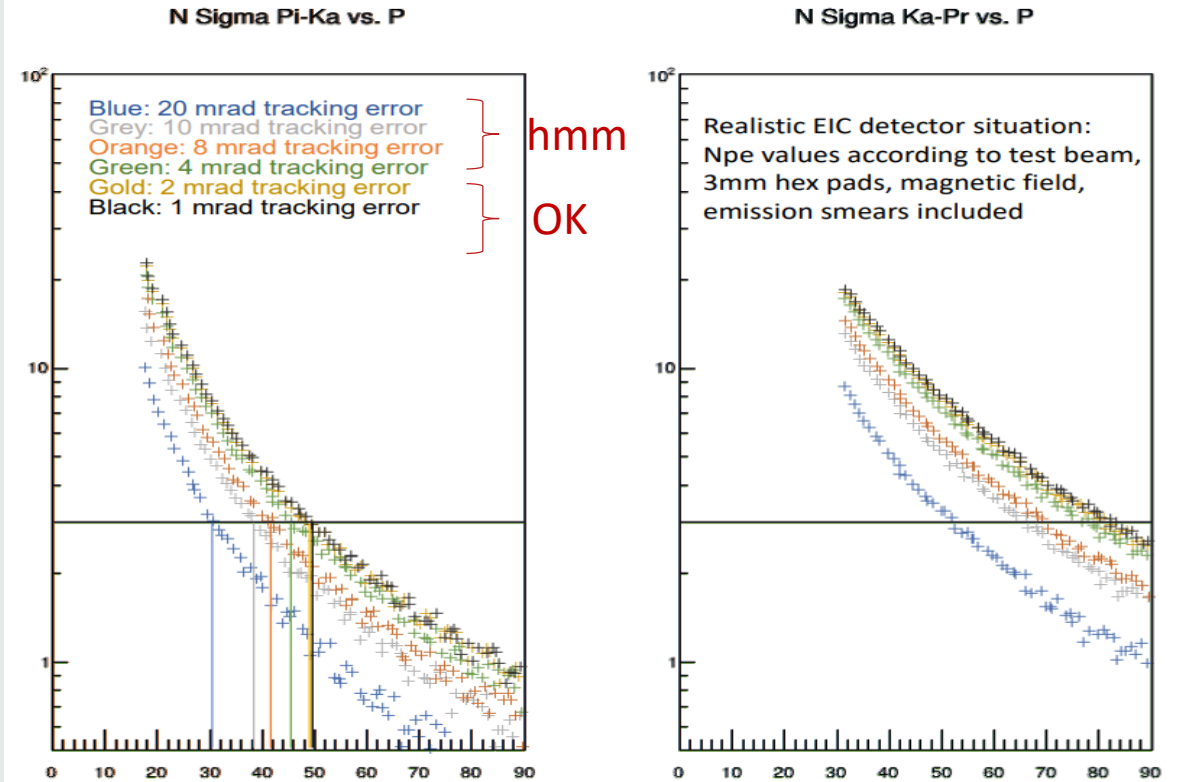 N Sigma Pi-Ka vs. P
10²
10
1
Blue: 20 mrad tracking error
Grey: 10 mrad tracking error
Orange: 8 mrad tracking error
Green: 4 mrad tracking error
Gold: 2 mrad tracking error
Black: 1 mrad tracking error
hmm
OK
0 10 20 30 40 50 60 70 80 90
N Sigma Ka-Pr vs. P
10²
10
1
Realistic EIC detector situation:
Npe values according to test beam,
3mm hex pads, magnetic field,
emission smears included
0 10 20 30 40 50 60 70 80 90